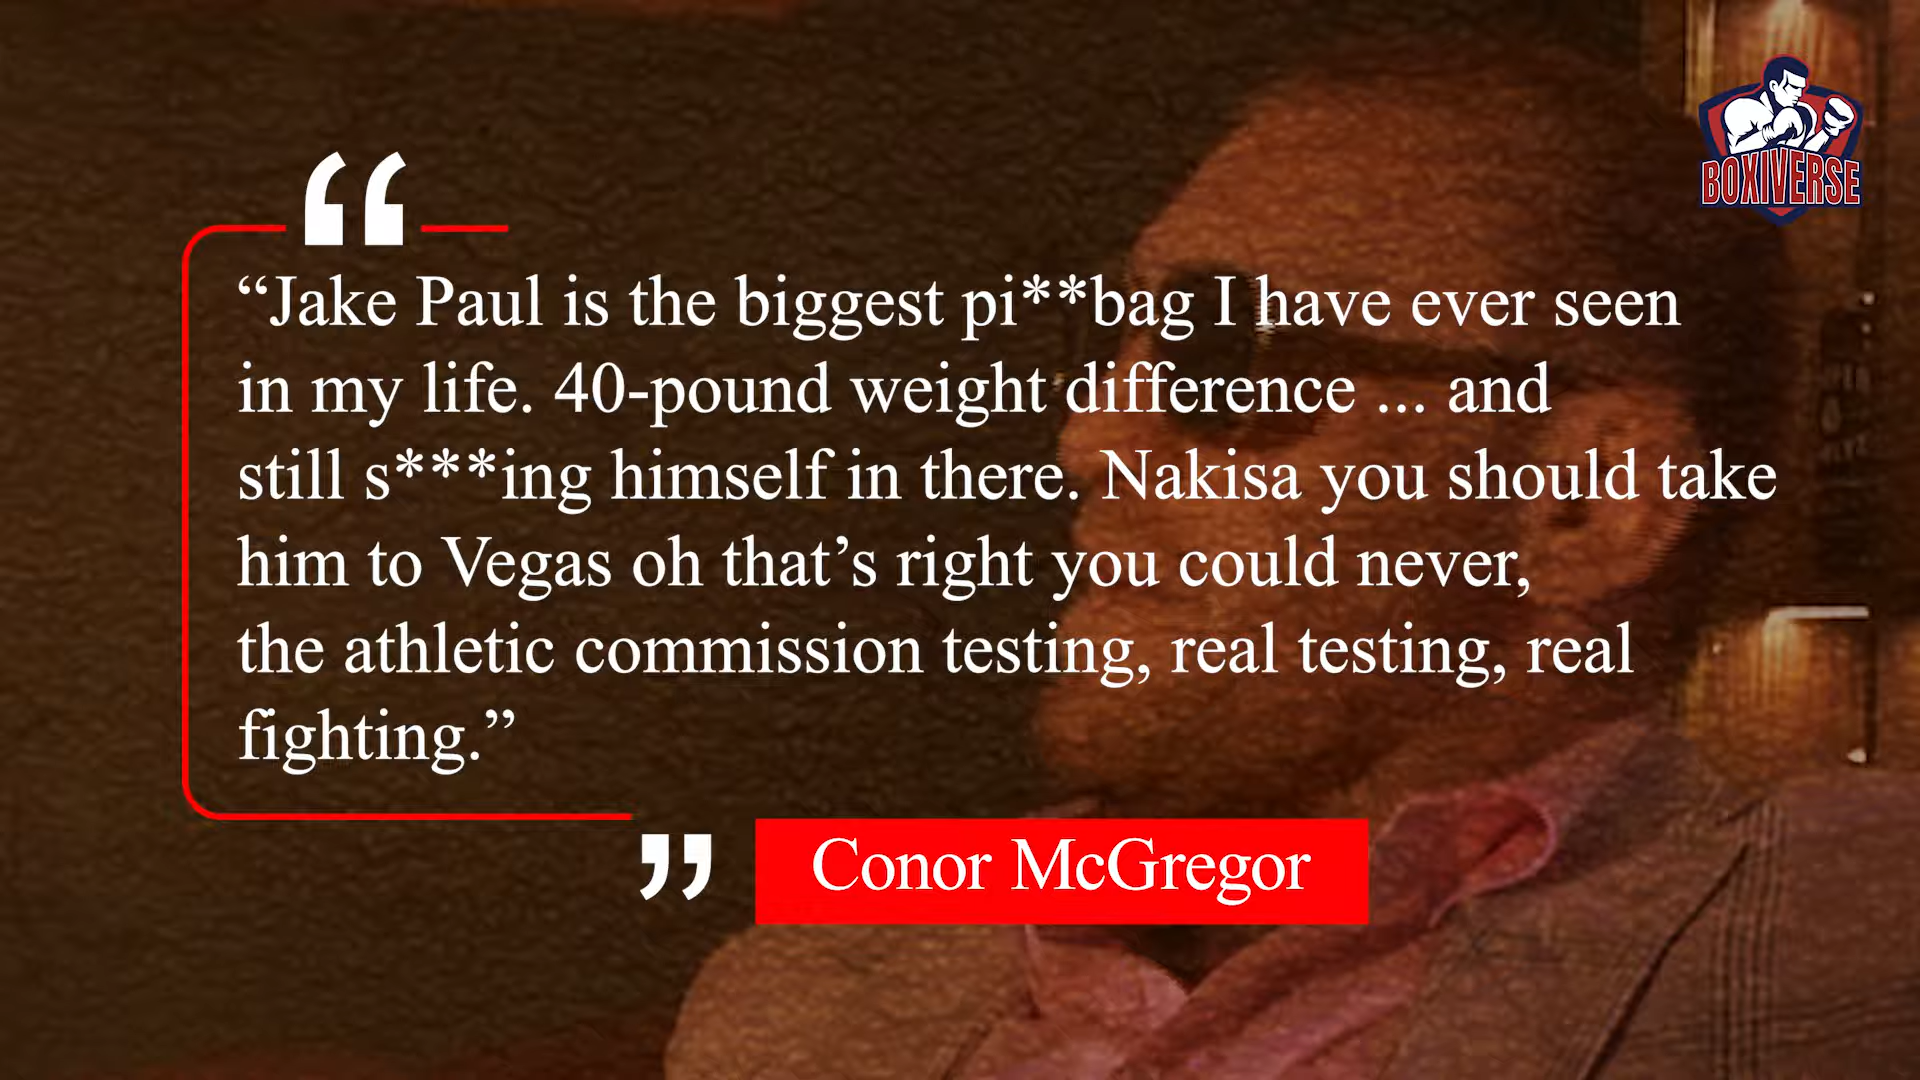 BOXIVERSE
“
“Jake Paul is the biggest pi**bag I have ever seen
in my life. 40-pound weight difference ... and
still s***ing himself in there. Nakisa you should take
him to Vegas oh that’s right you could never,
the athletic commission testing, real testing, real
fighting.”
”
Conor McGregor